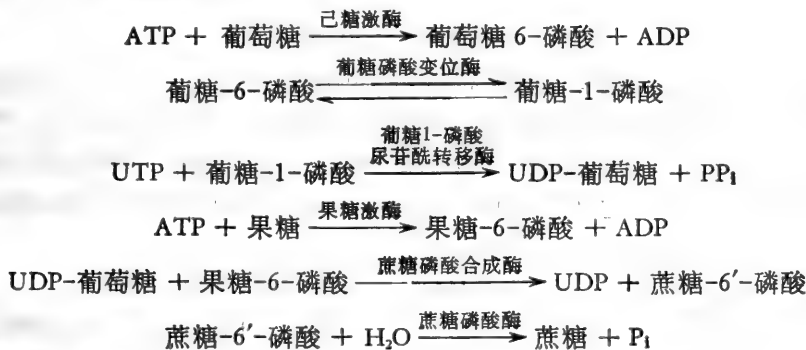 己糖激酶
ATP + 葡萄糖 ⟶ 葡萄糖 6-磷酸 + ADP
葡糖磷酸变位酶
葡糖-6-磷酸 ⇌ 葡糖-1-磷酸
葡糖1-磷酸
尿苷酰转移酶
UTP + 葡糖-1-磷酸 ⟶ UDP-葡萄糖 + PPi
果糖激酶
ATP + 果糖 ⟶ 果糖-6-磷酸 + ADP
蔗糖磷酸合成酶
UDP-葡萄糖 + 果糖-6-磷酸 ⟶ UDP + 蔗糖-6′-磷酸
蔗糖磷酸酶
蔗糖-6′-磷酸 + H₂O ⟶ 蔗糖 + Pi